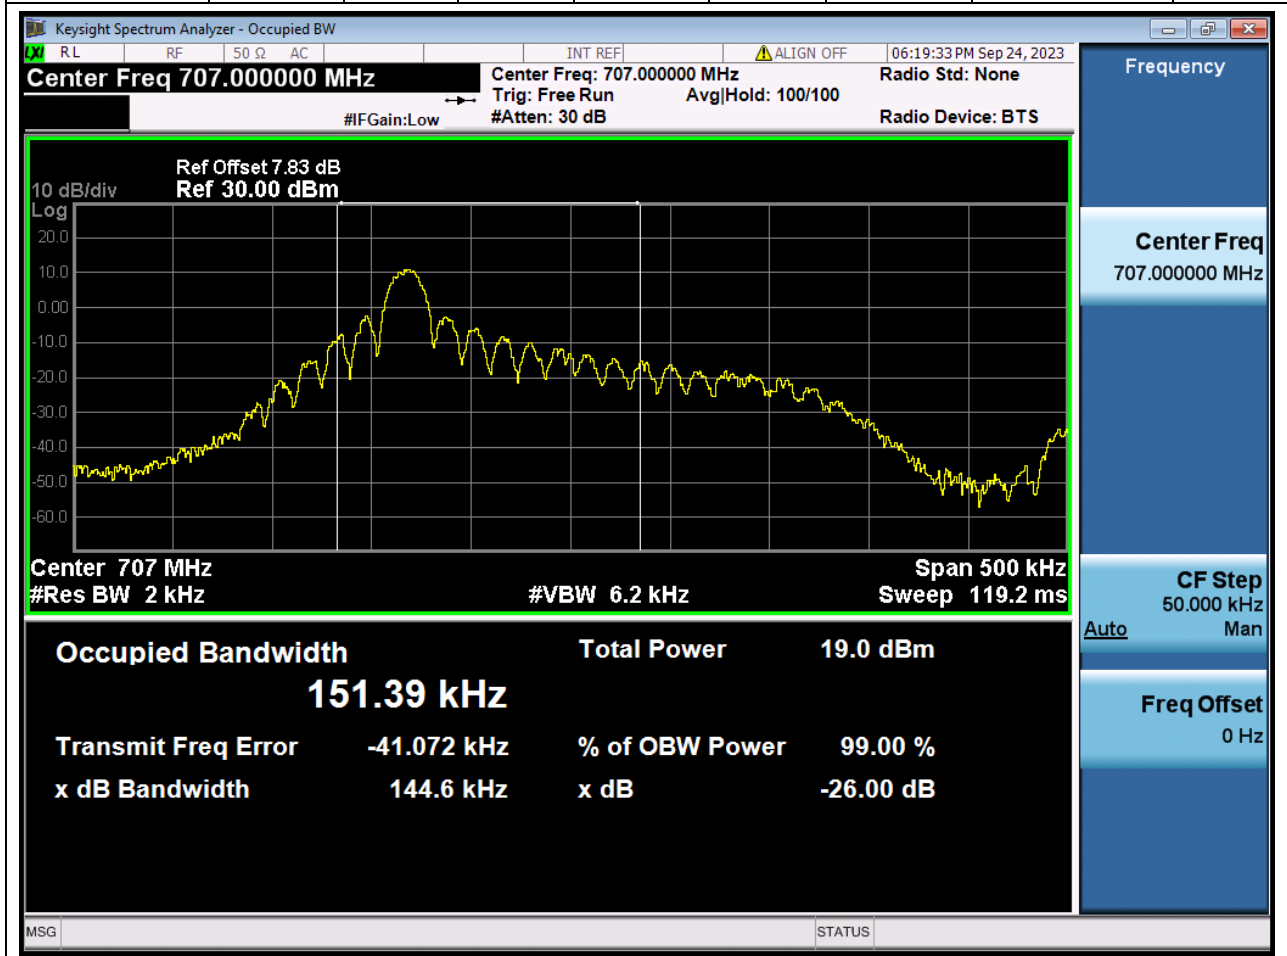 Keysight Spectrum Analyzer - Occupied BW
LXI RL RF 50 Ω AC INT REF ALIGN OFF 06:19:33 PM Sep 24, 2023
Center Freq 707.000000 MHz
Center Freq: 707.000000 MHz
Radio Std: None
Trig: Free Run Avg|Hold: 100/100
#IFGain:Low
#Atten: 30 dB
Radio Device: BTS
Ref Offset 7.83 dB
10 dB/div Ref 30.00 dBm
Log
20.0
10.0
0.00
-10.0
-20.0
-30.0
-40.0
-50.0
-60.0
Center 707 MHz Span 500 kHz
#Res BW 2 kHz #VBW 6.2 kHz Sweep 119.2 ms
Occupied Bandwidth Total Power 19.0 dBm
151.39 kHz
Transmit Freq Error -41.072 kHz % of OBW Power 99.00 %
x dB Bandwidth 144.6 kHz x dB -26.00 dB
MSG STATUS
Frequency
Center Freq
707.000000 MHz
CF Step
50.000 kHz
Auto Man
Freq Offset
0 Hz